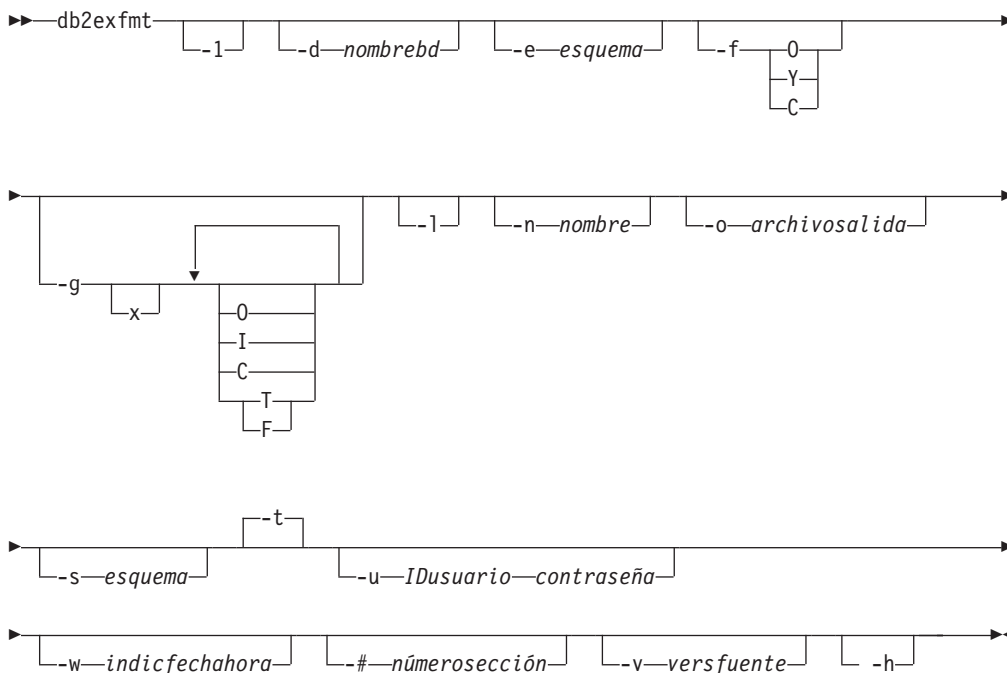 db2exfmt -1 -d nombrebd -e esquema -f O
Y
C
-g x O
I
C
T
F
-l -n nombre -o archivosalida
-t
-s esquema -u IDusuario contraseña
-w indicfechahora -# númerosección -v versfuente -h